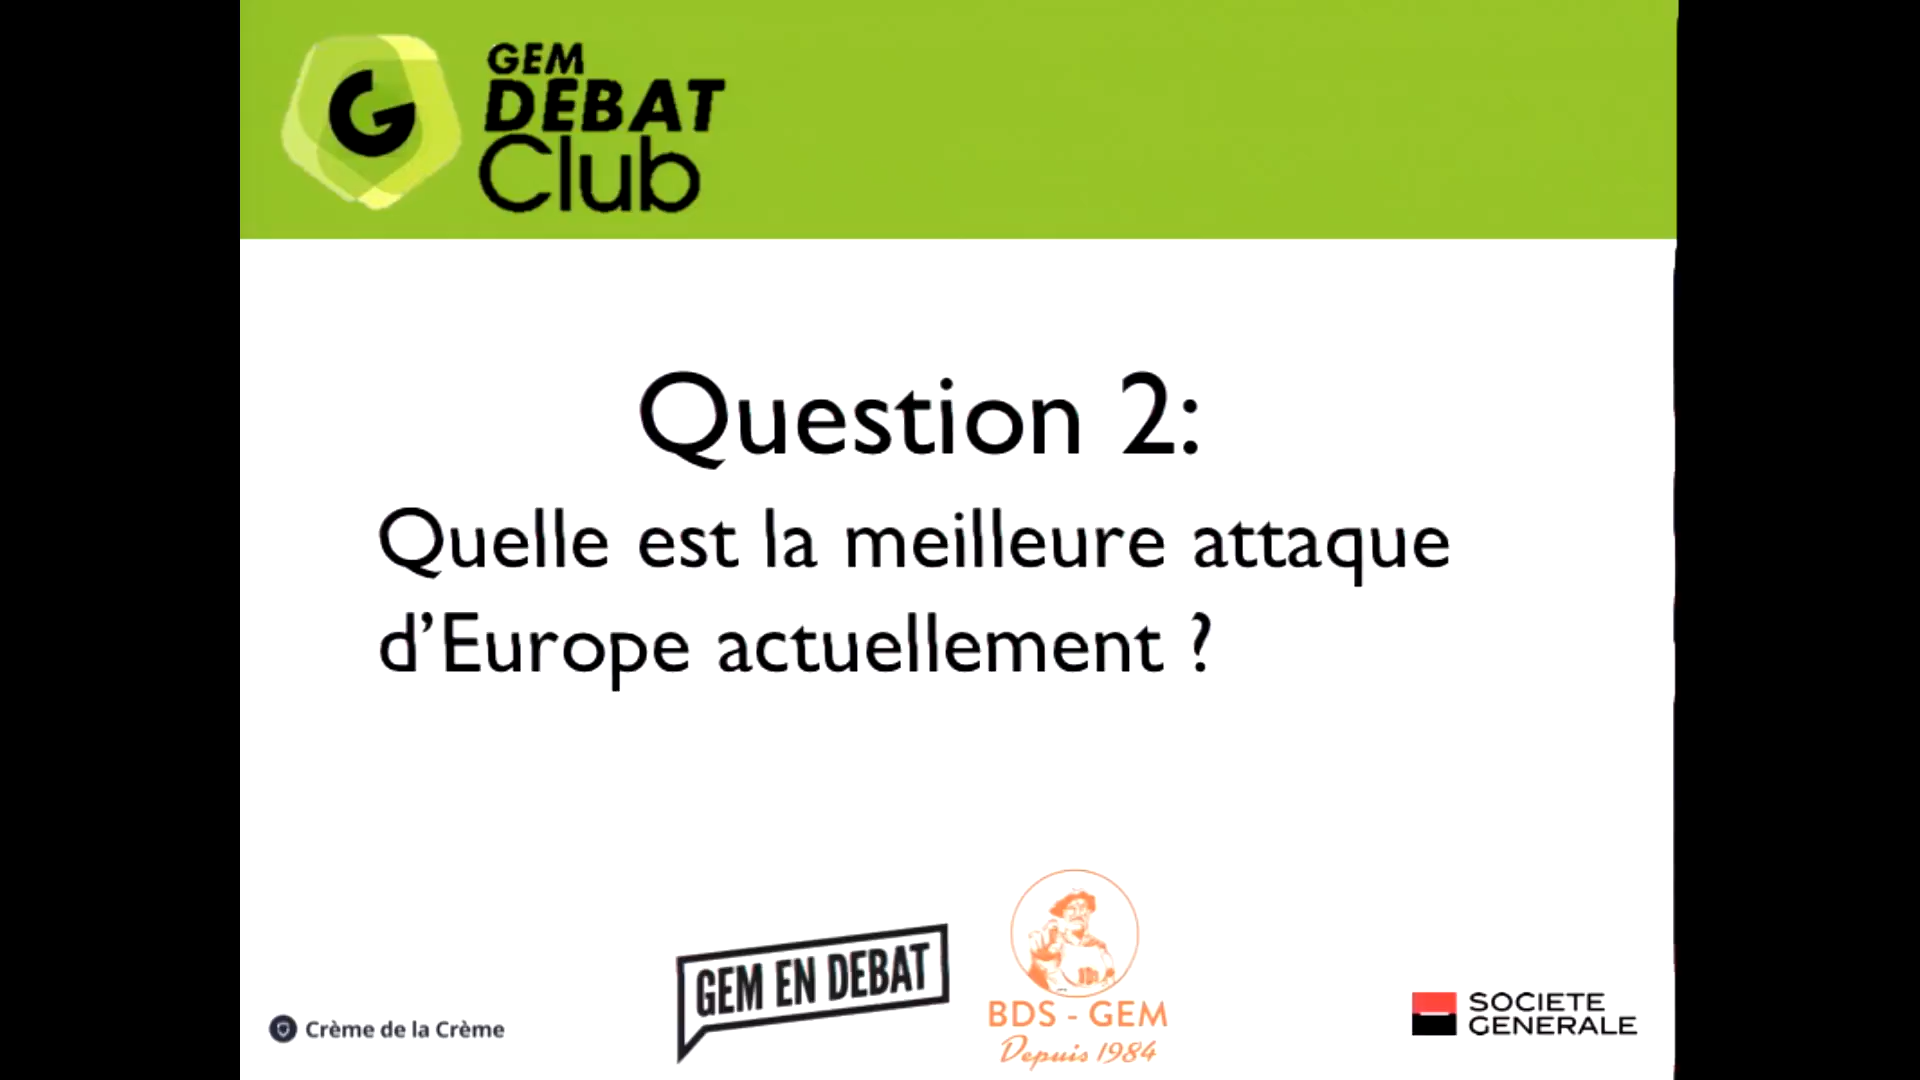 GEM
DEBAT
Club
Question 2:
Quelle est la meilleure attaque
d’Europe actuellement ?
GEM EN DEBAT
BDS - GEM
Depuis 1984
Crème de la Crème
SOCIETE
GENERALE